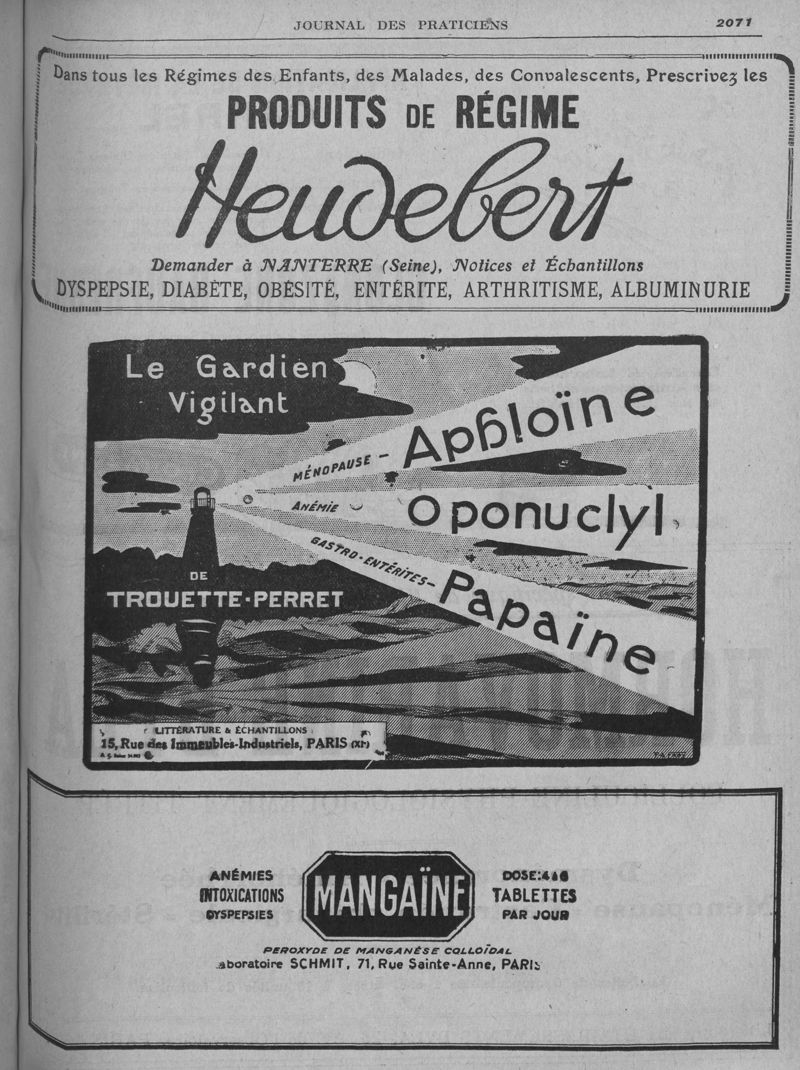 JOURNAL DES PRATICIENS 2071
Dans tous les Régimes des Enfants, des Malades, des Convalescents, Prescrivez les
PRODUITS DE RÉGIME
Heudebert
Demander à NANTERRE (Seine), Notices et Échantillons
DYSPEPSIE, DIABÈTE, OBÉSITÉ, ENTÉRITE, ARTHRITISME, ALBUMINURIE
Le Gardien
Vigilant
MÉNOPAUSE - Aphloïne
ANÉMIE Oponuclyl
GASTRO-ENTÉRITES - Papaïne
DE
TROUETTE-PERRET
LITTÉRATURE & ÉCHANTILLONS
15, Rue des Immeubles-Industriels, PARIS (XIe)
ANÉMIES
INTOXICATIONS
DYSPEPSIES
MANGAÏNE
DOSE: 4 à 6
TABLETTES
PAR JOUR
PEROXYDE DE MANGANÈSE COLLOÏDAL
Laboratoire SCHMIT, 71, Rue Sainte-Anne, PARIS